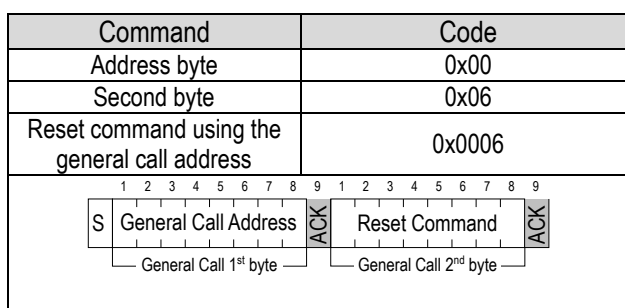 Command Code
Address byte 0x00
Second byte 0x06
Reset command using the
general call address 0x0006
1 2 3 4 5 6 7 8 9 1 2 3 4 5 6 7 8 9
S General Call Address ACK Reset Command ACK
General Call 1st byte General Call 2nd byte